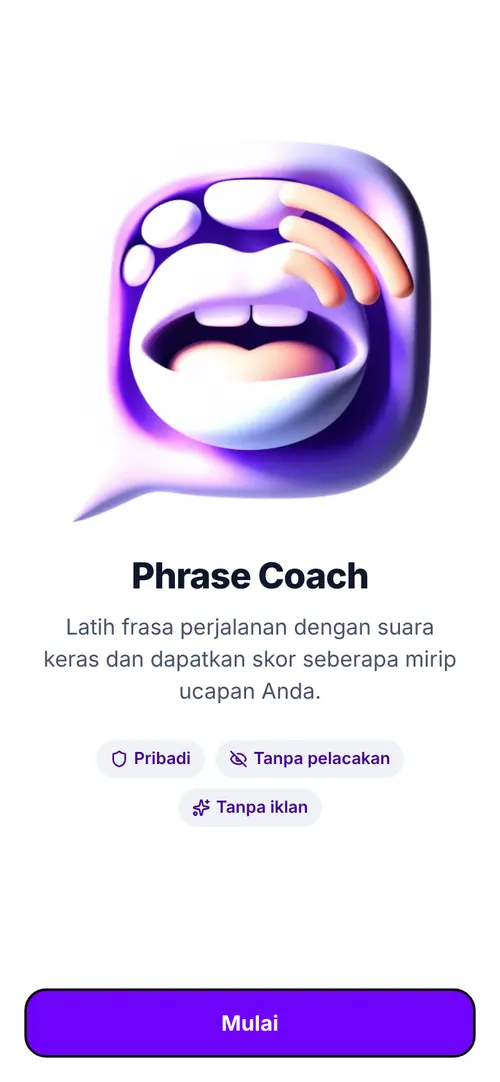 Phrase Coach
Latih frasa perjalanan dengan suara
keras dan dapatkan skor seberapa mirip
ucapan Anda.
Pribadi
Tanpa pelacakan
Tanpa iklan
Mulai